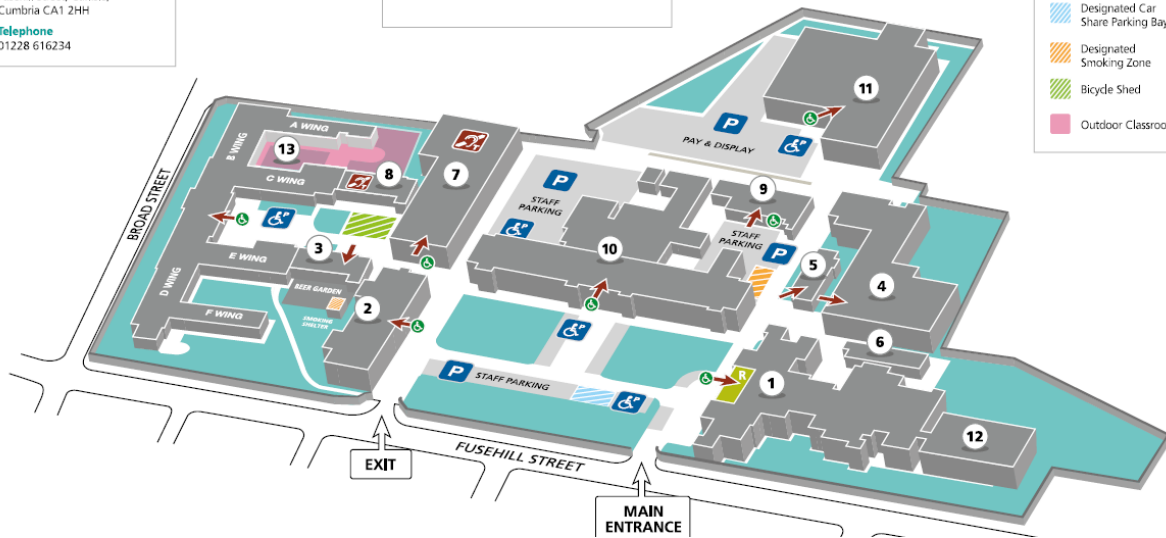 Cumbria CA1 2HH
Telephone
01228 616234
Designated Car
Share Parking Bay
Designated
Smoking Zone
Bicycle Shed
Outdoor Classroo
11
P
PAY & DISPLAY
P
A WING
B WING
13
C WING
8
7
P
STAFF
PARKING
P
9
STAFF
PARKING
P
BROAD STREET
P
3
E WING
D WING
BEER GARDEN
SMOKING
SHELTER
F WING
2
10
5
4
6
P
P
STAFF PARKING
P
R
1
12
EXIT
FUSEHILL STREET
MAIN
ENTRANCE